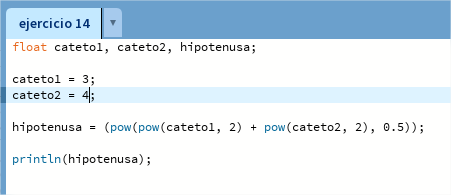 ejercicio 14
float cateto1, cateto2, hipotenusa;
cateto1 = 3;
cateto2 = 4;
hipotenusa = (pow(pow(cateto1, 2) + pow(cateto2, 2), 0.5));
println(hipotenusa);